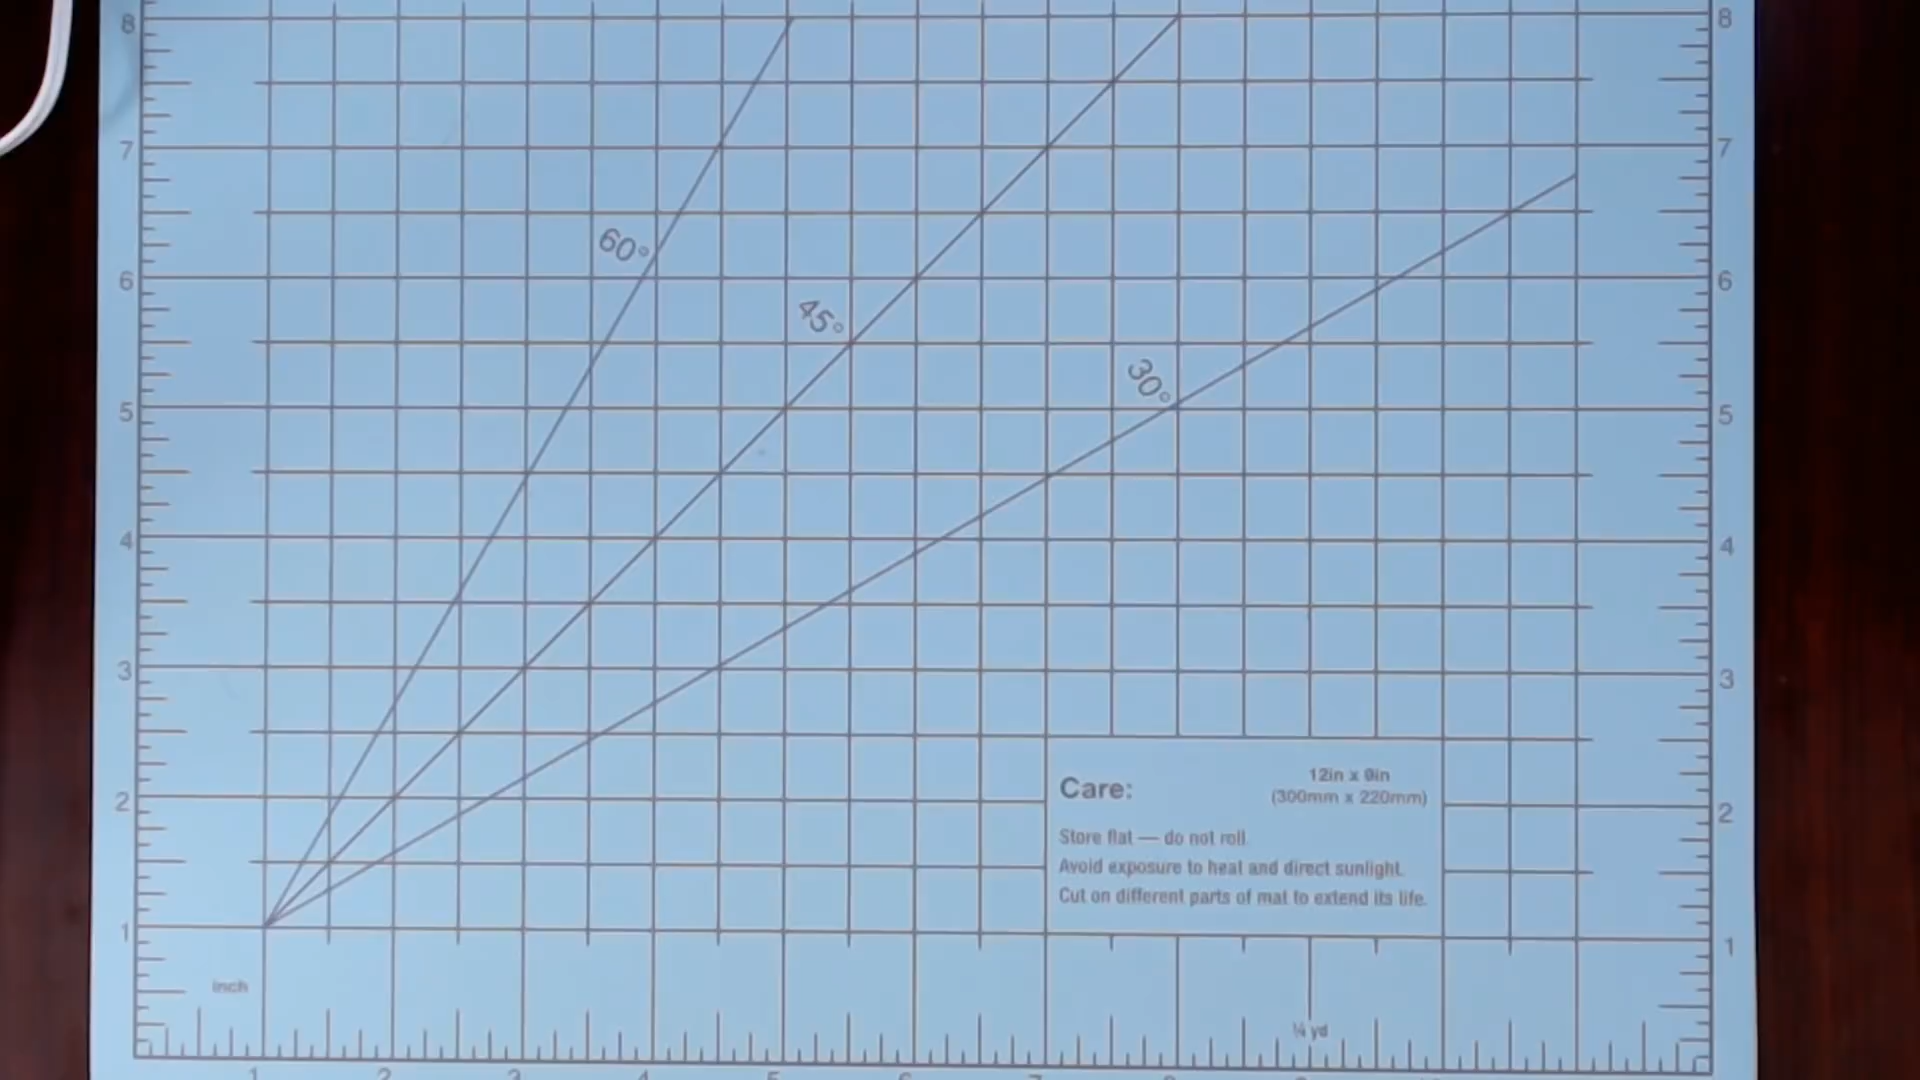 8 8
7 7
60°
6 6
45°
30°
5 5
4 4
3 3
Care: 12in x 9in
(300mm x 220mm)
2 2
Store flat — do not roll.
Avoid exposure to heat and direct sunlight.
Cut on different parts of mat to extend its life.
1 1
inch
¼ yd
1 2 3 4 5 6 7 8